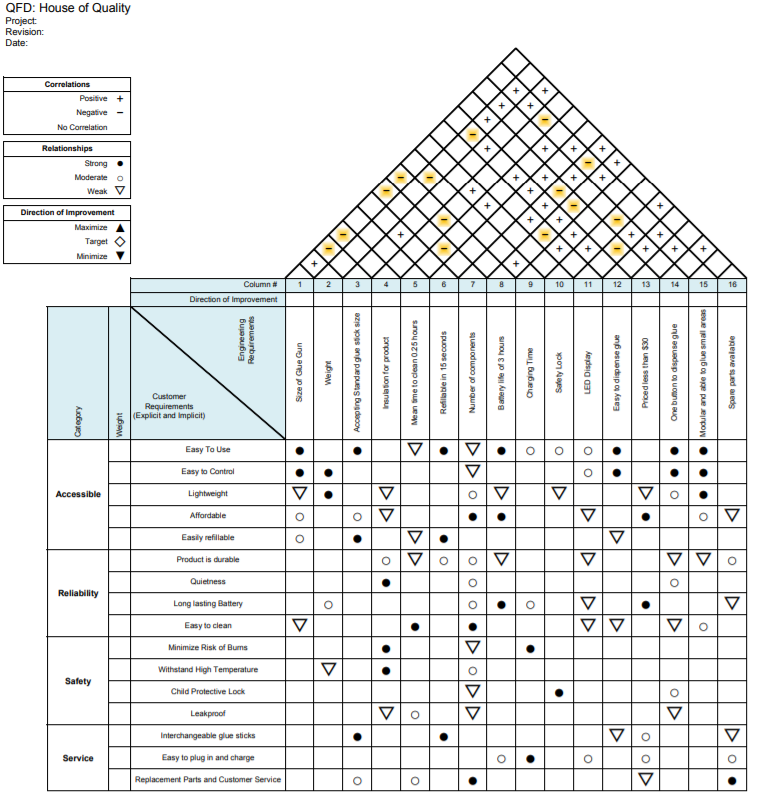 QFD: House of Quality
Project:
Revision:
Date:
Correlations
Positive +
Negative −
No Correlation
Relationships
Strong ●
Moderate ○
Weak ▽
Direction of Improvement
Maximize ▲
Target ◇
Minimize ▼
Column # 1 2 3 4 5 6 7 8 9 10 11 12 13 14 15 16
Direction of Improvement
Category
Weight
Customer
Requirements
(Explicit and Implicit)
Engineering
Requirements
Size of Glue Gun
Weight
Accepting Standard glue stick size
Insulation for product
Mean time to clean 0.25 hours
Refillable in 15 seconds
Number of components
Battery life of 3 hours
Charging Time
Safety Lock
LED Display
Easy to dispense glue
Priced less than $30
One button to dispense glue
Modular and able to glue small areas
Spare parts available
Accessible
Easy To Use
Easy to Control
Lightweight
Affordable
Easily refillable
Reliability
Product is durable
Quietness
Long lasting Battery
Easy to clean
Safety
Minimize Risk of Burns
Withstand High Temperature
Child Protective Lock
Leakproof
Service
Interchangeable glue sticks
Easy to plug in and charge
Replacement Parts and Customer Service